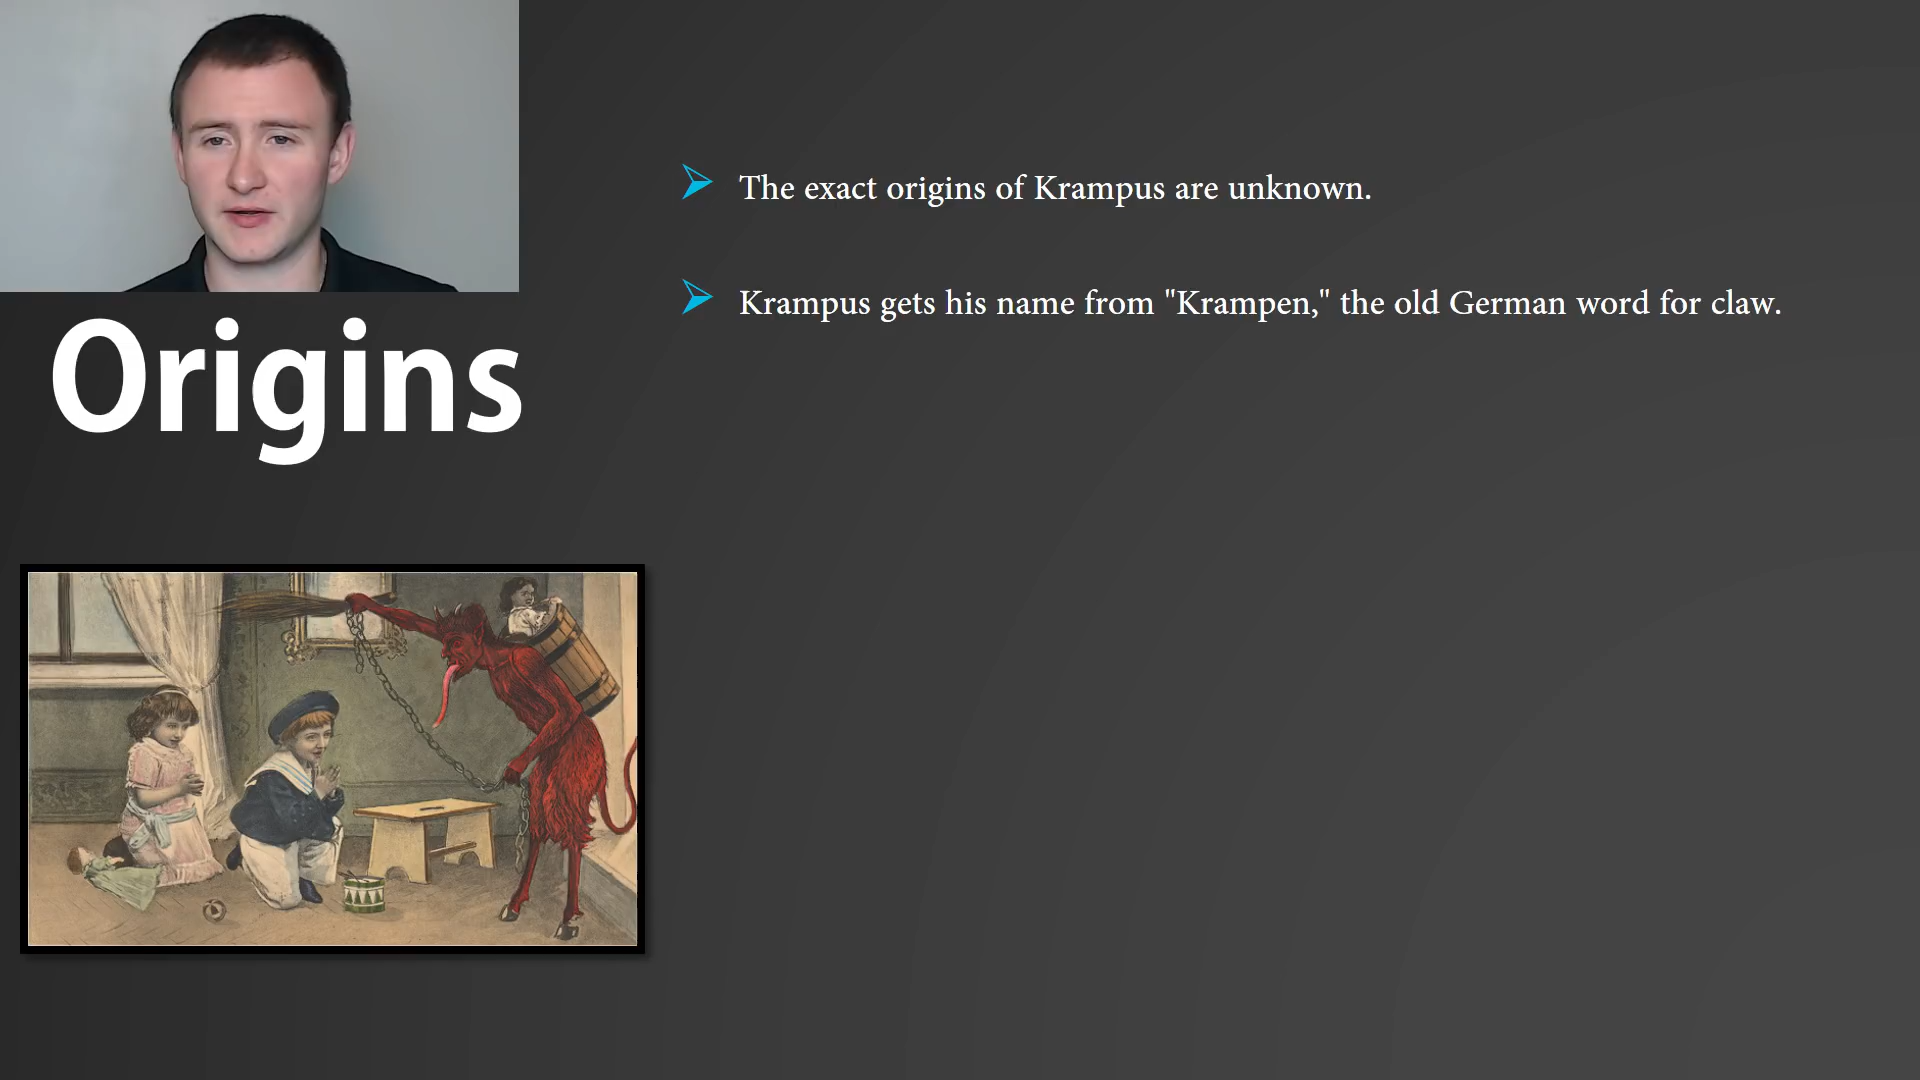 Origins
The exact origins of Krampus are unknown.
Krampus gets his name from "Krampen," the old German word for claw.